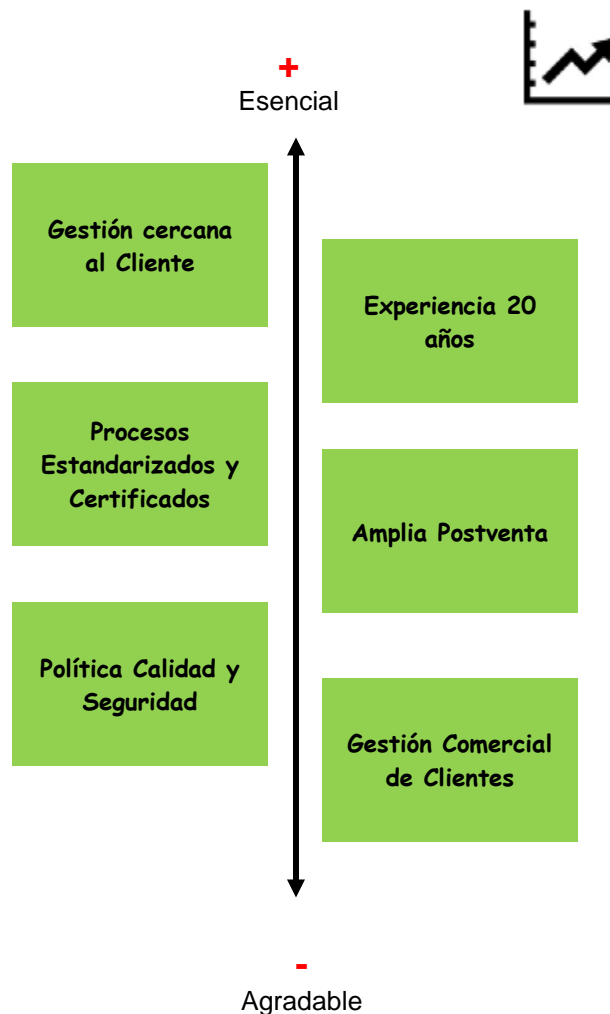 +
Esencial
Gestión cercana
al Cliente
Experiencia 20
años
Procesos
Estandarizados y
Certificados
Amplia Postventa
Política Calidad y
Seguridad
Gestión Comercial
de Clientes
-
Agradable